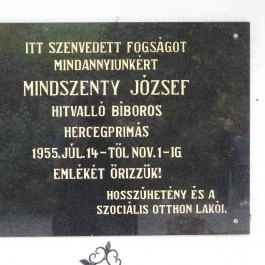 ITT SZENVEDETT FOGSÁGOT
MINDANNYIUNKÉRT
MINDSZENTY JÓZSEF
HITVALLÓ BÍBOROS
HERCEGPRÍMÁS
1955.JÚL.14-TŐL NOV.1-IG
EMLÉKÉT ŐRIZZÜK!
HOSSZÚHETÉNY ÉS A
SZOCIÁLIS OTTHON LAKÓI.